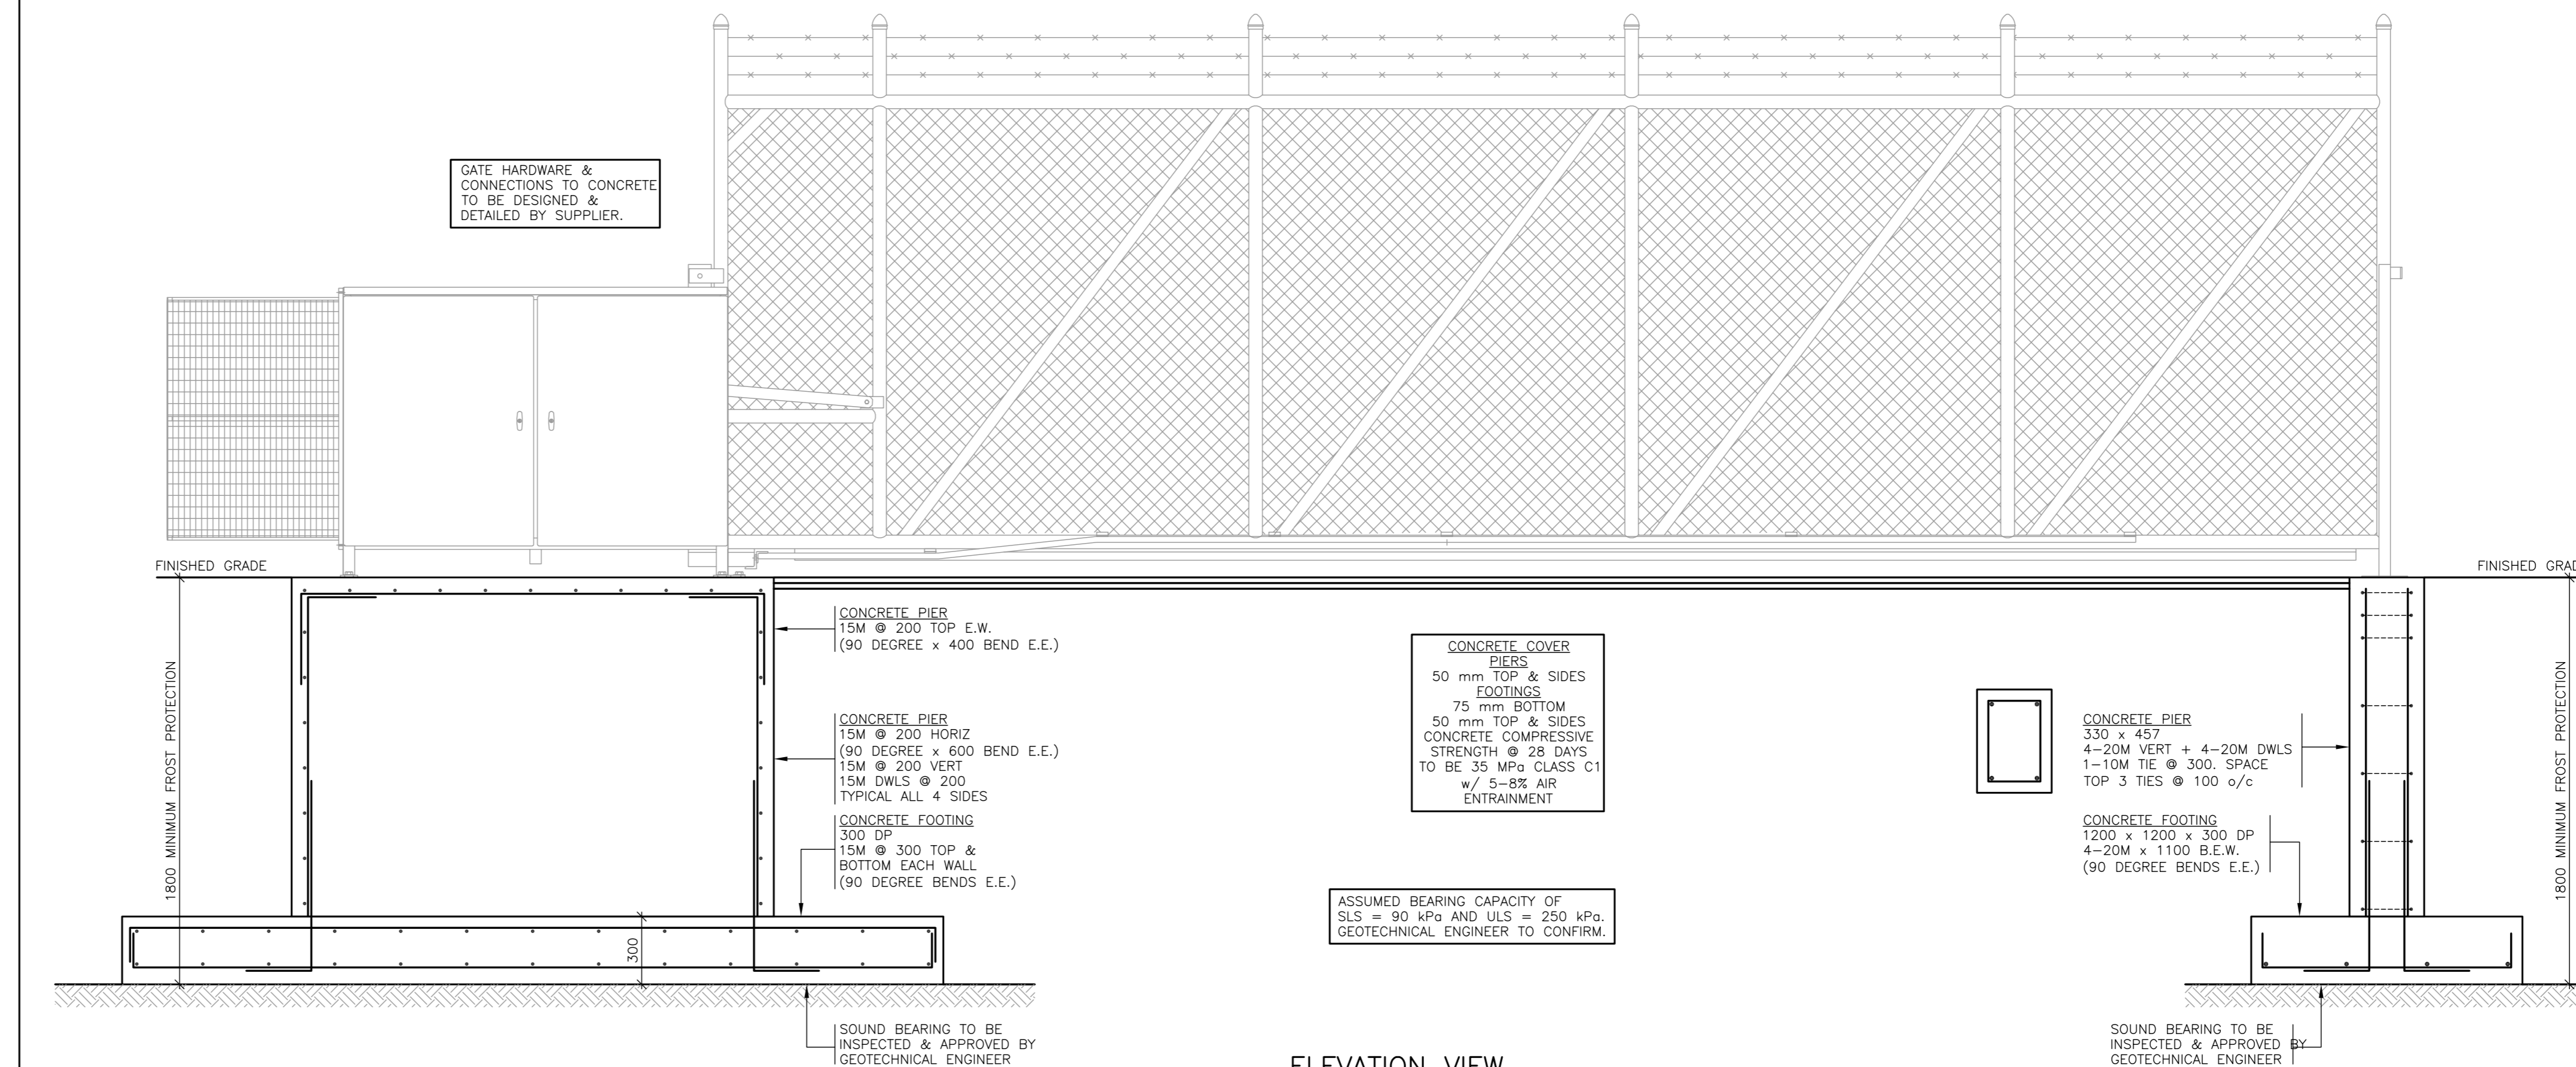 GATE HARDWARE &
CONNECTIONS TO CONCRETE
TO BE DESIGNED &
DETAILED BY SUPPLIER.
FINISHED GRADE
FINISHED GRAD
1800 MINIMUM FROST PROTECTION
CONCRETE PIER
15M @ 200 TOP E.W.
(90 DEGREE x 400 BEND E.E.)
CONCRETE PIER
15M @ 200 HORIZ
(90 DEGREE x 600 BEND E.E.)
15M @ 200 VERT
15M DWLS @ 200
TYPICAL ALL 4 SIDES
CONCRETE FOOTING
300 DP
15M @ 300 TOP &
BOTTOM EACH WALL
(90 DEGREE BENDS E.E.)
300
SOUND BEARING TO BE
INSPECTED & APPROVED BY
GEOTECHNICAL ENGINEER
CONCRETE COVER
PIERS
50 mm TOP & SIDES
FOOTINGS
75 mm BOTTOM
50 mm TOP & SIDES
CONCRETE COMPRESSIVE
STRENGTH @ 28 DAYS
TO BE 35 MPa CLASS C1
w/ 5-8% AIR
ENTRAINMENT
ASSUMED BEARING CAPACITY OF
SLS = 90 kPa AND ULS = 250 kPa.
GEOTECHNICAL ENGINEER TO CONFIRM.
CONCRETE PIER
330 x 457
4-20M VERT + 4-20M DWLS
1-10M TIE @ 300. SPACE
TOP 3 TIES @ 100 o/c
CONCRETE FOOTING
1200 x 1200 x 300 DP
4-20M x 1100 B.E.W.
(90 DEGREE BENDS E.E.)
1800 MINIMUM FROST PROTECTION
SOUND BEARING TO BE
INSPECTED & APPROVED BY
GEOTECHNICAL ENGINEER
ELEVATION VIEW